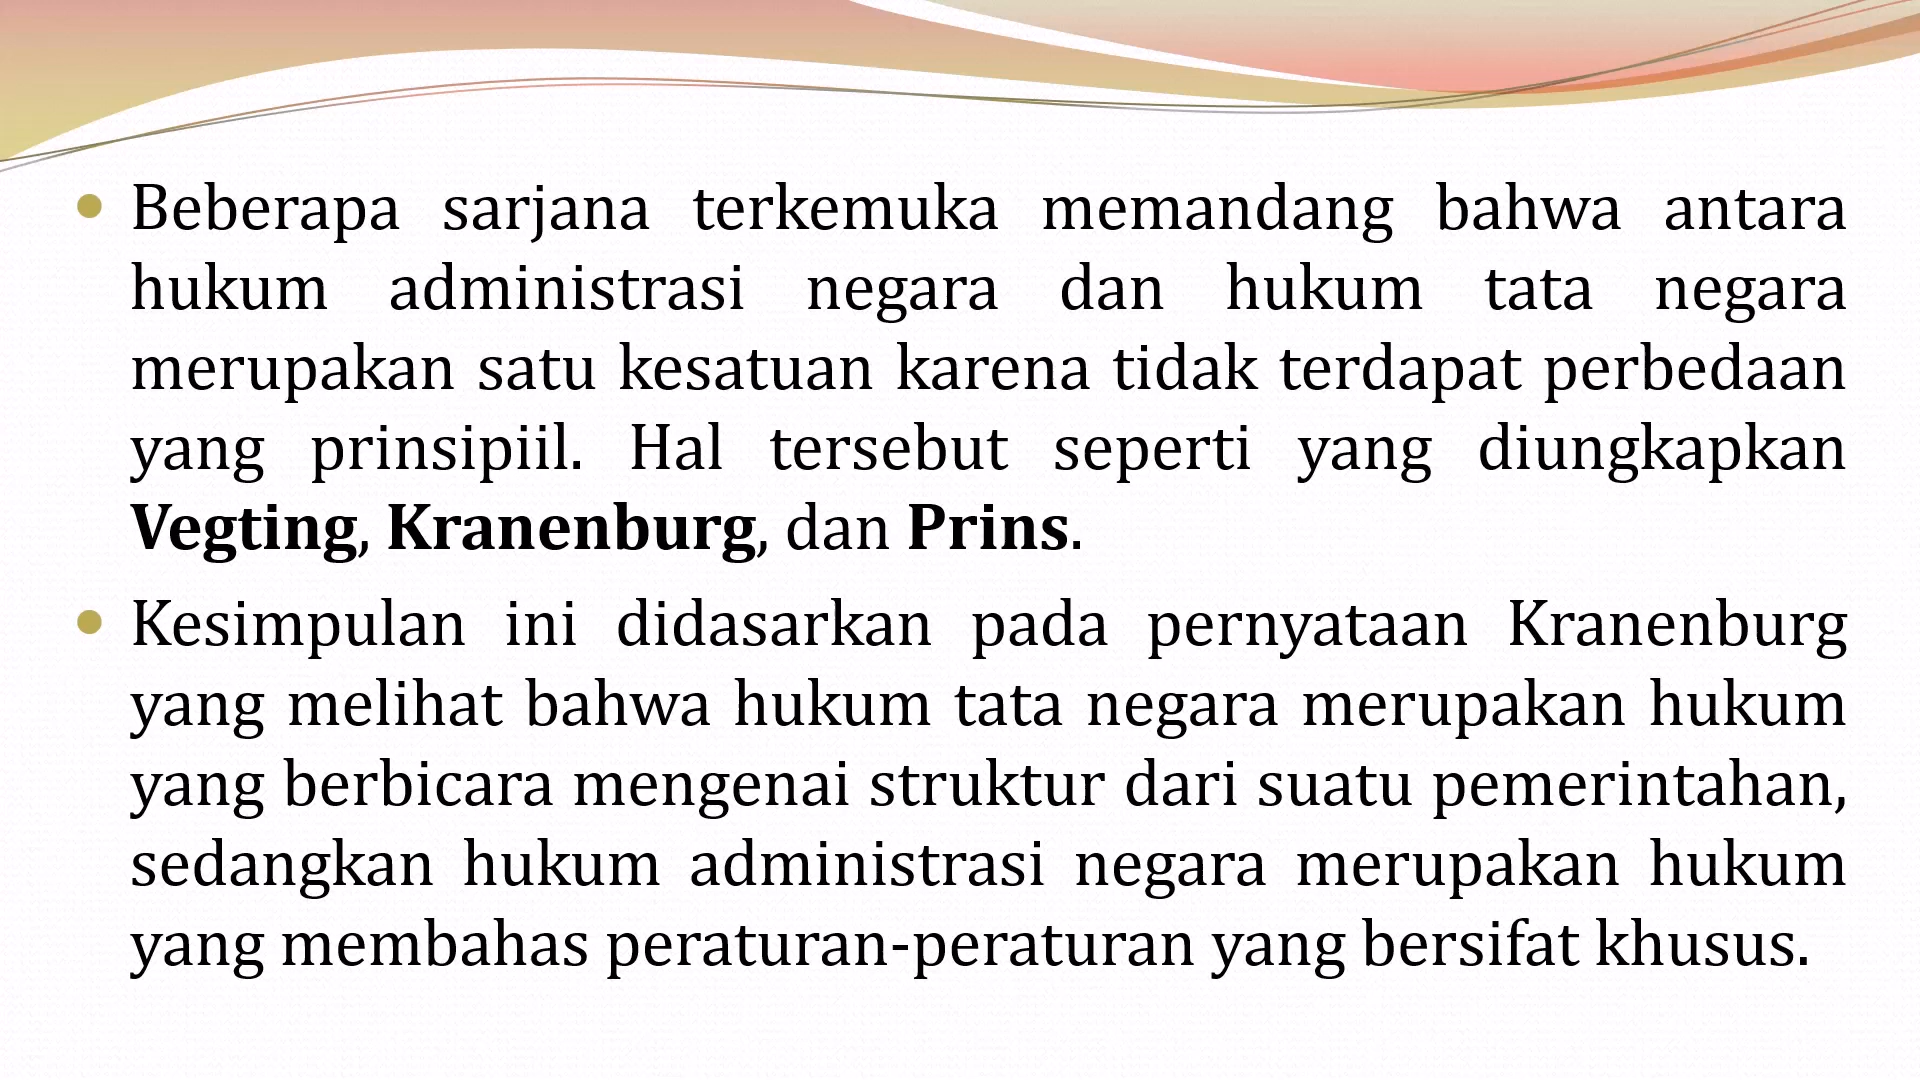 Beberapa sarjana terkemuka memandang bahwa antara
hukum administrasi negara dan hukum tata negara
merupakan satu kesatuan karena tidak terdapat perbedaan
yang prinsipiil. Hal tersebut seperti yang diungkapkan
Vegting, Kranenburg, dan Prins.
Kesimpulan ini didasarkan pada pernyataan Kranenburg
yang melihat bahwa hukum tata negara merupakan hukum
yang berbicara mengenai struktur dari suatu pemerintahan,
sedangkan hukum administrasi negara merupakan hukum
yang membahas peraturan-peraturan yang bersifat khusus.